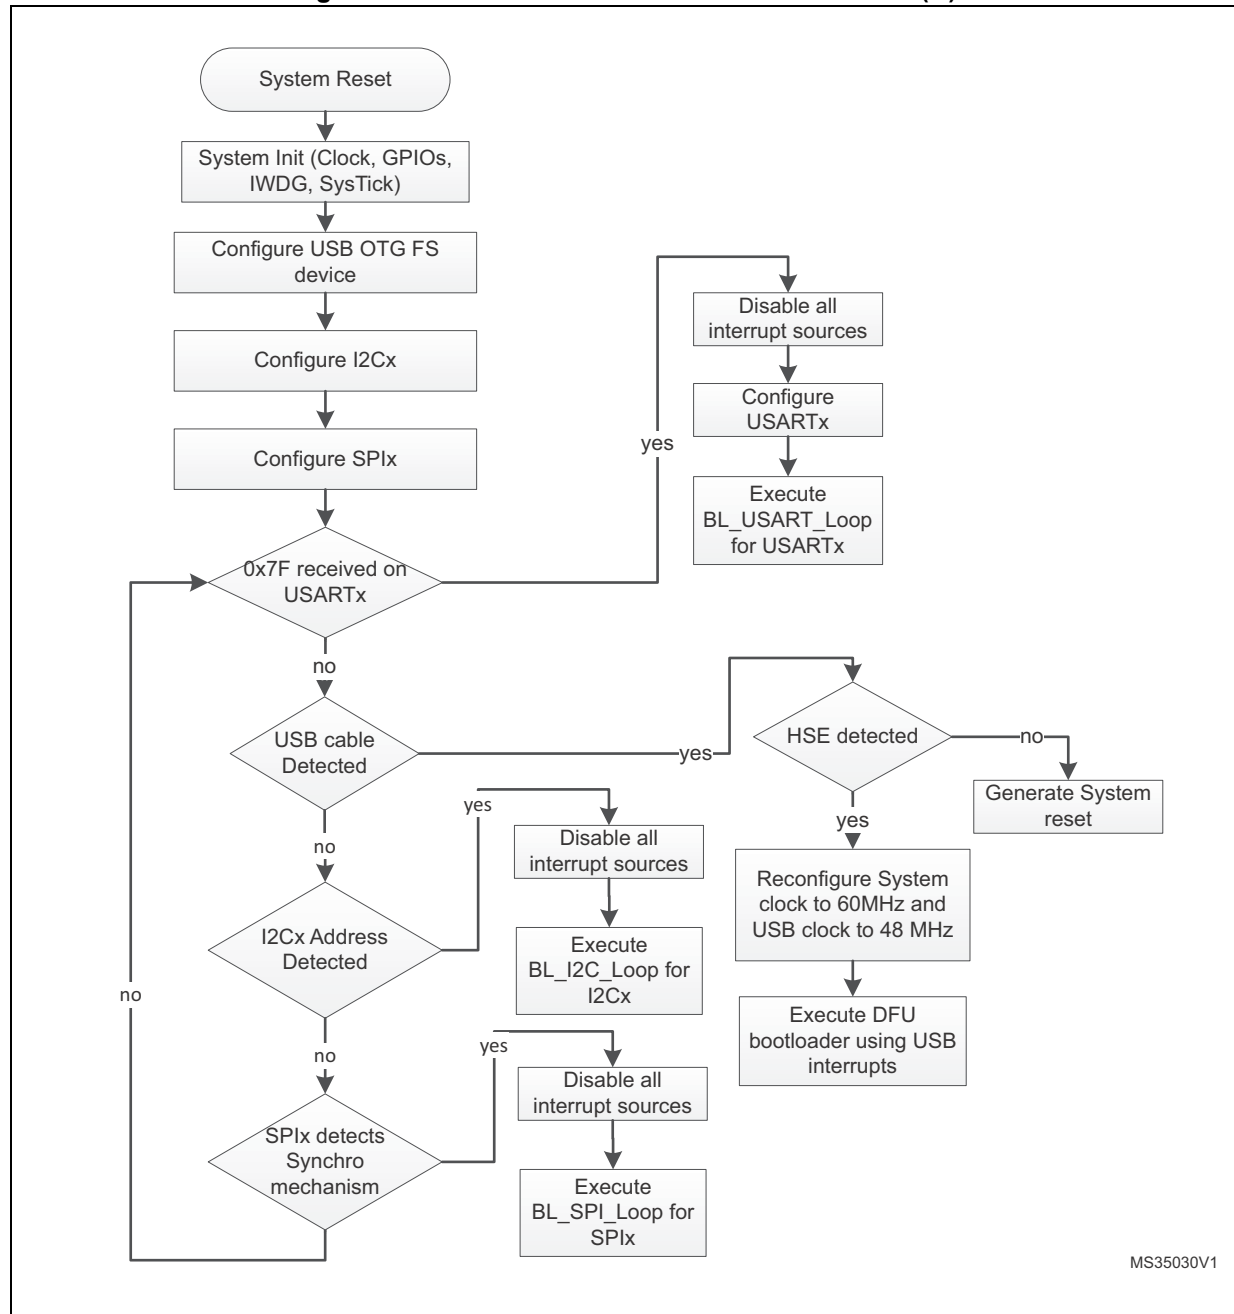 System Reset
System Init (Clock, GPIOs,
IWDG, SysTick)
Configure USB OTG FS
device
Configure I2Cx
Configure SPIx
0x7F received on
USARTx
yes
Disable all
interrupt sources
Configure
USARTx
Execute
BL_USART_Loop
for USARTx
no
USB cable
Detected
yes
HSE detected
no
Generate System
reset
yes
Reconfigure System
clock to 60MHz and
USB clock to 48 MHz
Execute DFU
bootloader using USB
interrupts
no
I2Cx Address
Detected
yes
Disable all
interrupt sources
Execute
BL_I2C_Loop for
I2Cx
no
SPIx detects
Synchro
mechanism
yes
Disable all
interrupt sources
Execute
BL_SPI_Loop for
SPIx
no
MS35030V1